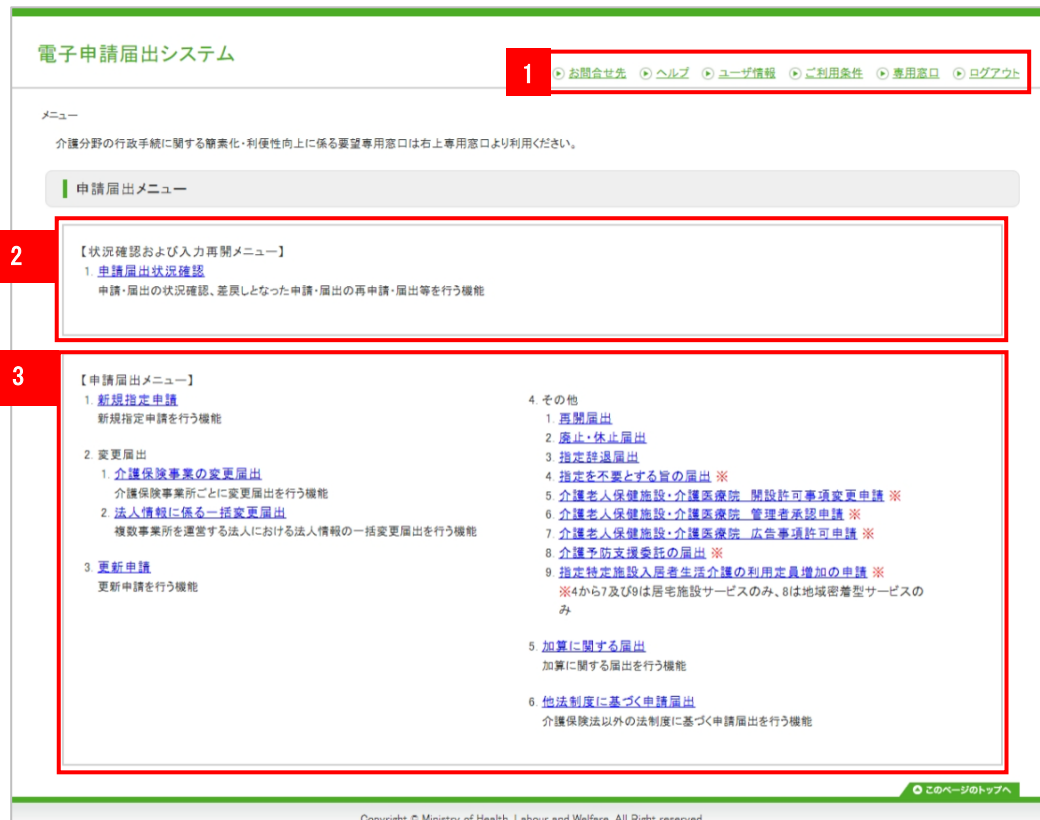 電子申請届出システム
1
お問合せ先 ヘルプ ユーザ情報 ご利用条件 専用窓口 ログアウト
メニュー
介護分野の行政手続に関する簡素化・利便性向上に係る要望専用窓口は右上専用窓口より利用ください。
申請届出メニュー
2
【状況確認および入力再開メニュー】
1. 申請届出状況確認
申請・届出の状況確認、差戻しとなった申請・届出の再申請・届出等を行う機能
3
【申請届出メニュー】
1. 新規指定申請
新規指定申請を行う機能
2. 変更届出
1. 介護保険事業の変更届出
介護保険事業所ごとに変更届出を行う機能
2. 法人情報に係る一括変更届出
複数事業所を運営する法人における法人情報の一括変更届出を行う機能
3. 更新申請
更新申請を行う機能
4. その他
1. 再開届出
2. 廃止・休止届出
3. 指定辞退届出
4. 指定を不要とする旨の届出 ※
5. 介護老人保健施設・介護医療院 開設許可事項変更申請 ※
6. 介護老人保健施設・介護医療院 管理者承認申請 ※
7. 介護老人保健施設・介護医療院 広告事項許可申請 ※
8. 介護予防支援委託の届出 ※
9. 指定特定施設入居者生活介護の利用定員増加の申請 ※
※4から7及び9は居宅施設サービスのみ、8は地域密着型サービスの
み
5. 加算に関する届出
加算に関する届出を行う機能
6. 他法制度に基づく申請届出
介護保険法以外の法制度に基づく申請届出を行う機能
このページのトップへ
Copyright © Ministry of Health, Labour and Welfare, All Right reserved.